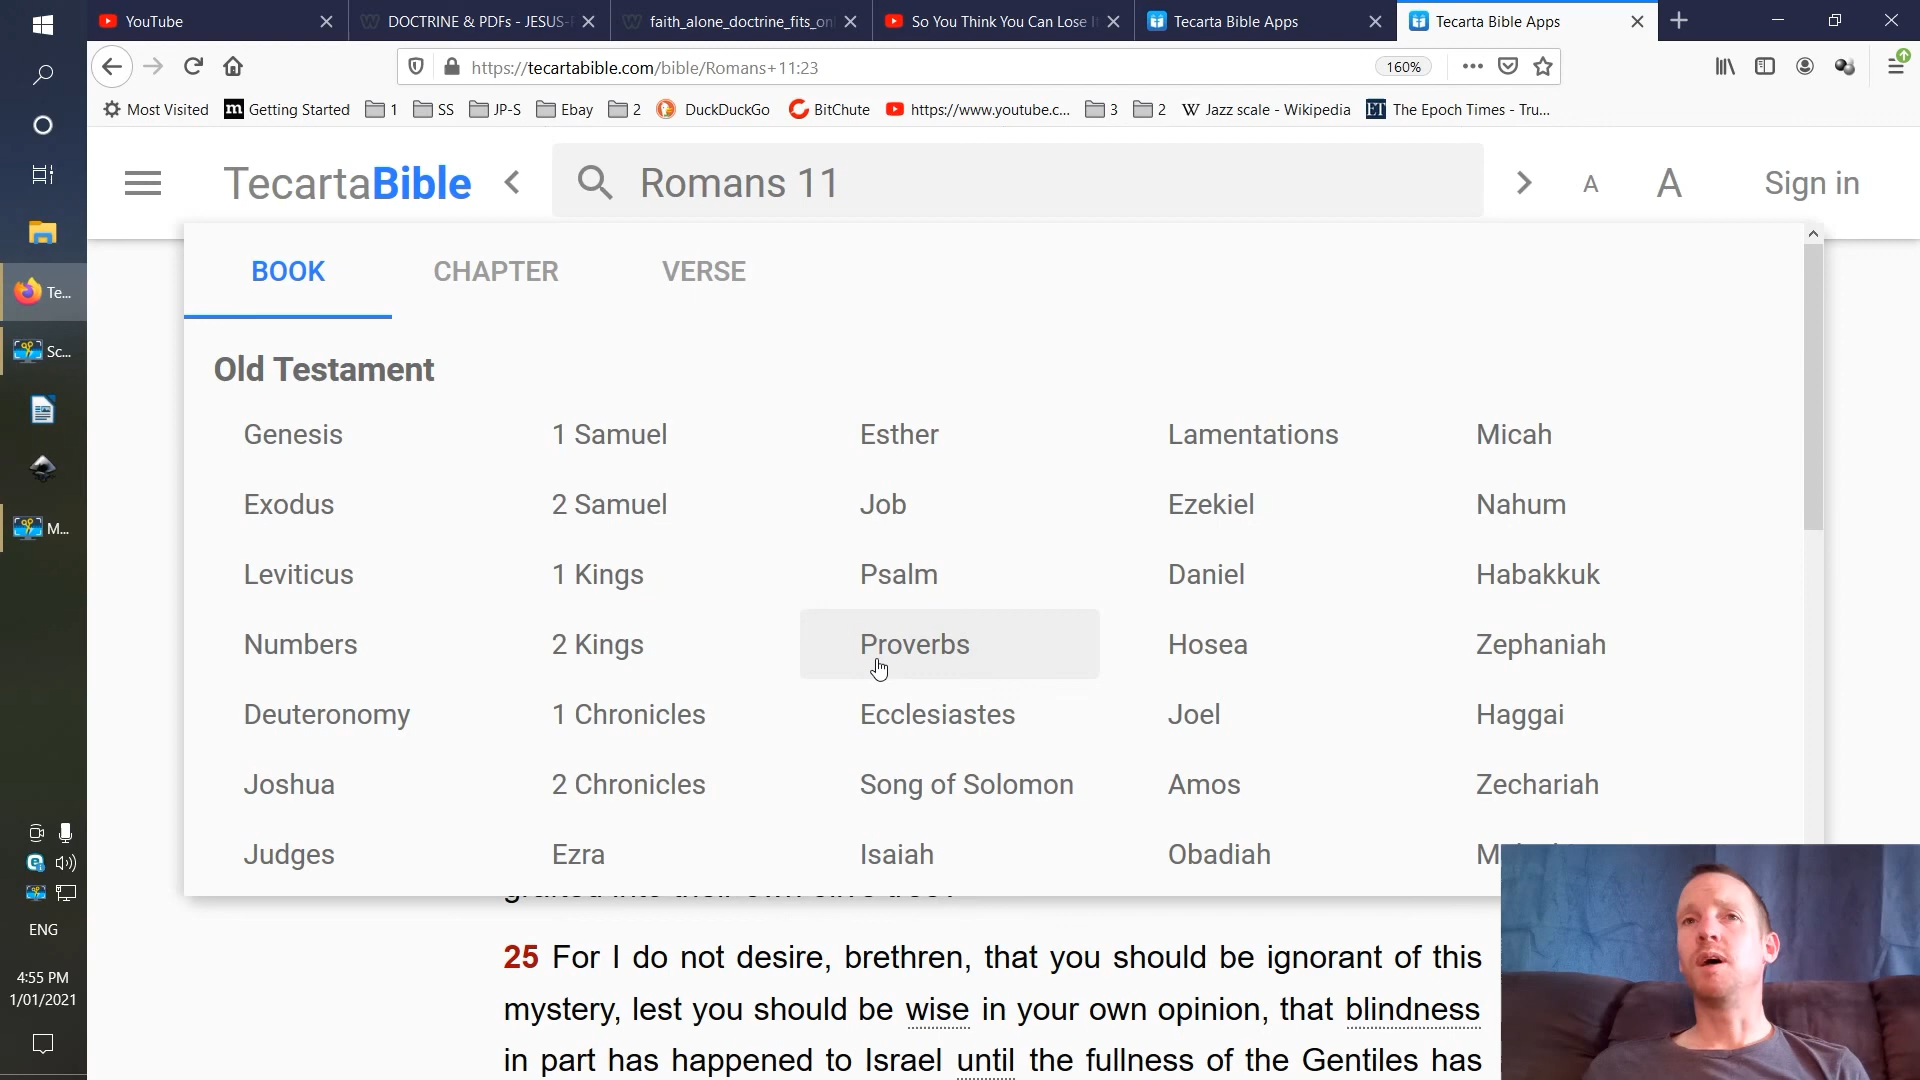 YouTube
DOCTRINE & PDFs - JESUS-
faith_alone_doctrine_fits_on
So You Think You Can Lose I
Tecarta Bible Apps
Tecarta Bible Apps
https://tecartabible.com/bible/Romans+11:23
160%
Most Visited
Getting Started
1
SS
JP-S
Ebay
2
DuckDuckGo
BitChute
https://www.youtube.c...
3
2
W Jazz scale - Wikipedia
ET The Epoch Times - Tru...
TecartaBible
Romans 11
A
A
Sign in
BOOK
CHAPTER
VERSE
Old Testament
Genesis
1 Samuel
Esther
Lamentations
Micah
Exodus
2 Samuel
Job
Ezekiel
Nahum
Leviticus
1 Kings
Psalm
Daniel
Habakkuk
Numbers
2 Kings
Proverbs
Hosea
Zephaniah
Deuteronomy
1 Chronicles
Ecclesiastes
Joel
Haggai
Joshua
2 Chronicles
Song of Solomon
Amos
Zechariah
Judges
Ezra
Isaiah
Obadiah
25 For I do not desire, brethren, that you should be ignorant of this
mystery, lest you should be wise in your own opinion, that blindness
in part has happened to Israel until the fullness of the Gentiles has
Te...
Sc...
M...
ENG
4:55 PM
1/01/2021